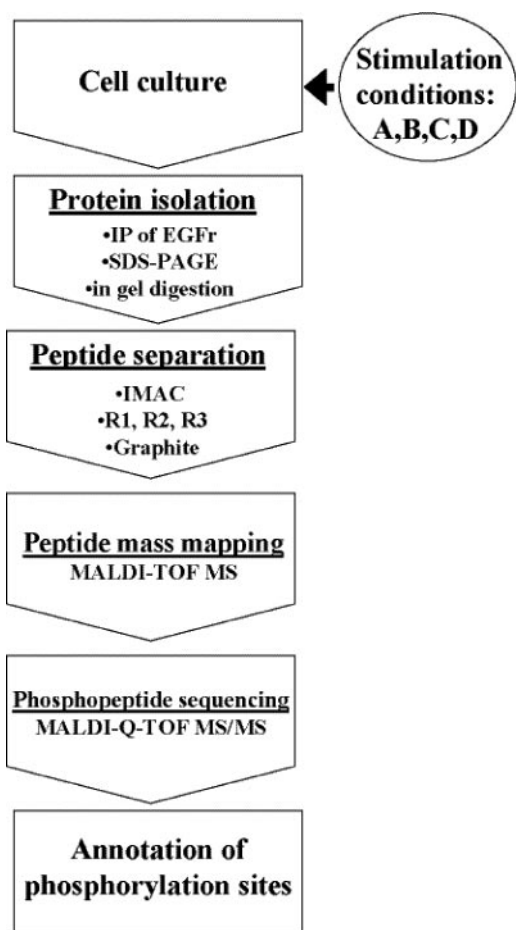 Cell culture
Stimulation
conditions:
A,B,C,D
Protein isolation
•IP of EGFr
•SDS-PAGE
•in gel digestion
Peptide separation
•IMAC
•R1, R2, R3
•Graphite
Peptide mass mapping
MALDI-TOF MS
Phosphopeptide sequencing
MALDI-Q-TOF MS/MS
Annotation of
phosphorylation sites